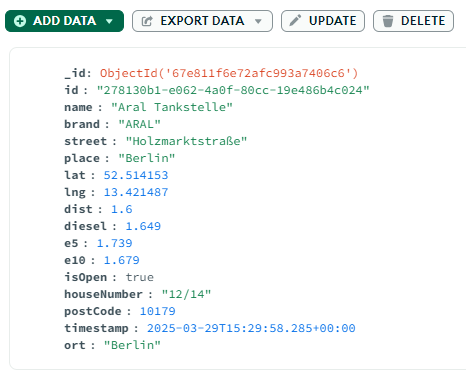 ADD DATA EXPORT DATA UPDATE DELETE
_id: ObjectId('67e811f6e72afc993a7406c6')
id : "278130b1-e062-4a0f-80cc-19e486b4c024"
name : "Aral Tankstelle"
brand : "ARAL"
street : "Holzmarktstraße"
place : "Berlin"
lat : 52.514153
lng : 13.421487
dist : 1.6
diesel : 1.649
e5 : 1.739
e10 : 1.679
isOpen : true
houseNumber : "12/14"
postCode : 10179
timestamp : 2025-03-29T15:29:58.285+00:00
ort : "Berlin"